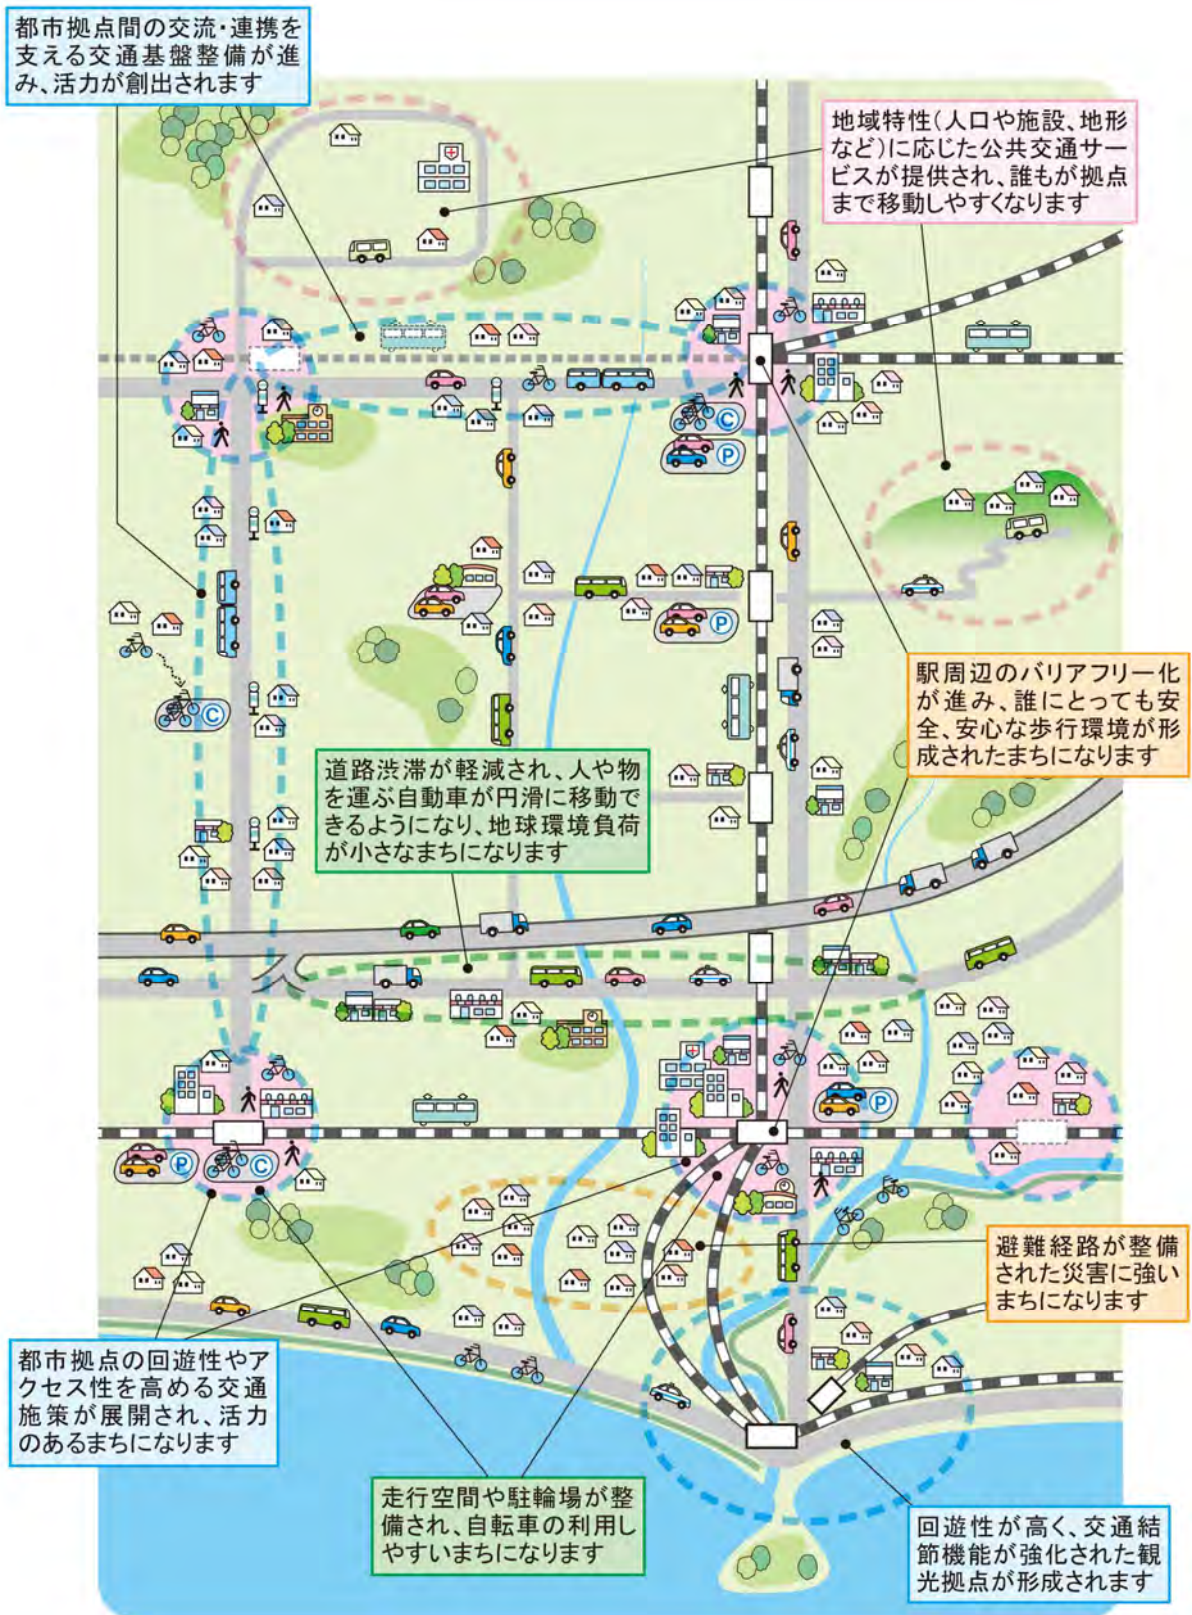 都市拠点間の交流・連携を
支える交通基盤整備が進
み、活力が創出されます
地域特性(人口や施設、地形
など)に応じた公共交通サー
ビスが提供され、誰もが拠点
まで移動しやすくなります
C
P
P
C
駅周辺のバリアフリー化
が進み、誰にとっても安
全、安心な歩行環境が形
成されたまちになります
道路渋滞が軽減され、人や物
を運ぶ自動車が円滑に移動で
きるようになり、地球環境負荷
が小さなまちになります
P
P
C
避難経路が整備
された災害に強い
まちになります
都市拠点の回遊性やア
クセス性を高める交通
施策が展開され、活力
のあるまちになります
走行空間や駐輪場が整
備され、自転車の利用し
やすいまちになります
回遊性が高く、交通結
節機能が強化された観
光拠点が形成されます